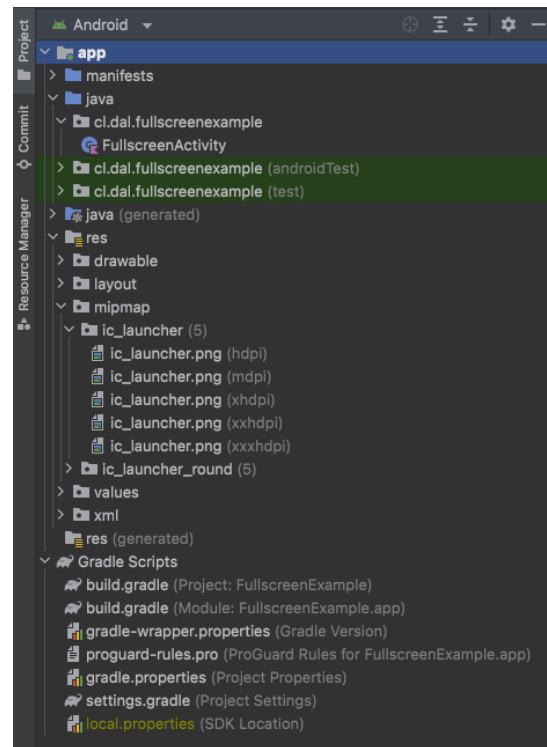 Project
Commit
Resource Manager
Android
app
manifests
java
cl.dal.fullscreenexample
FullscreenActivity
cl.dal.fullscreenexample (androidTest)
cl.dal.fullscreenexample (test)
java (generated)
res
drawable
layout
mipmap
ic_launcher (5)
ic_launcher.png (hdpi)
ic_launcher.png (mdpi)
ic_launcher.png (xhdpi)
ic_launcher.png (xxhdpi)
ic_launcher.png (xxxhdpi)
ic_launcher_round (5)
values
xml
res (generated)
Gradle Scripts
build.gradle (Project: FullscreenExample)
build.gradle (Module: FullscreenExample.app)
gradle-wrapper.properties (Gradle Version)
proguard-rules.pro (ProGuard Rules for FullscreenExample.app)
gradle.properties (Project Properties)
settings.gradle (Project Settings)
local.properties (SDK Location)